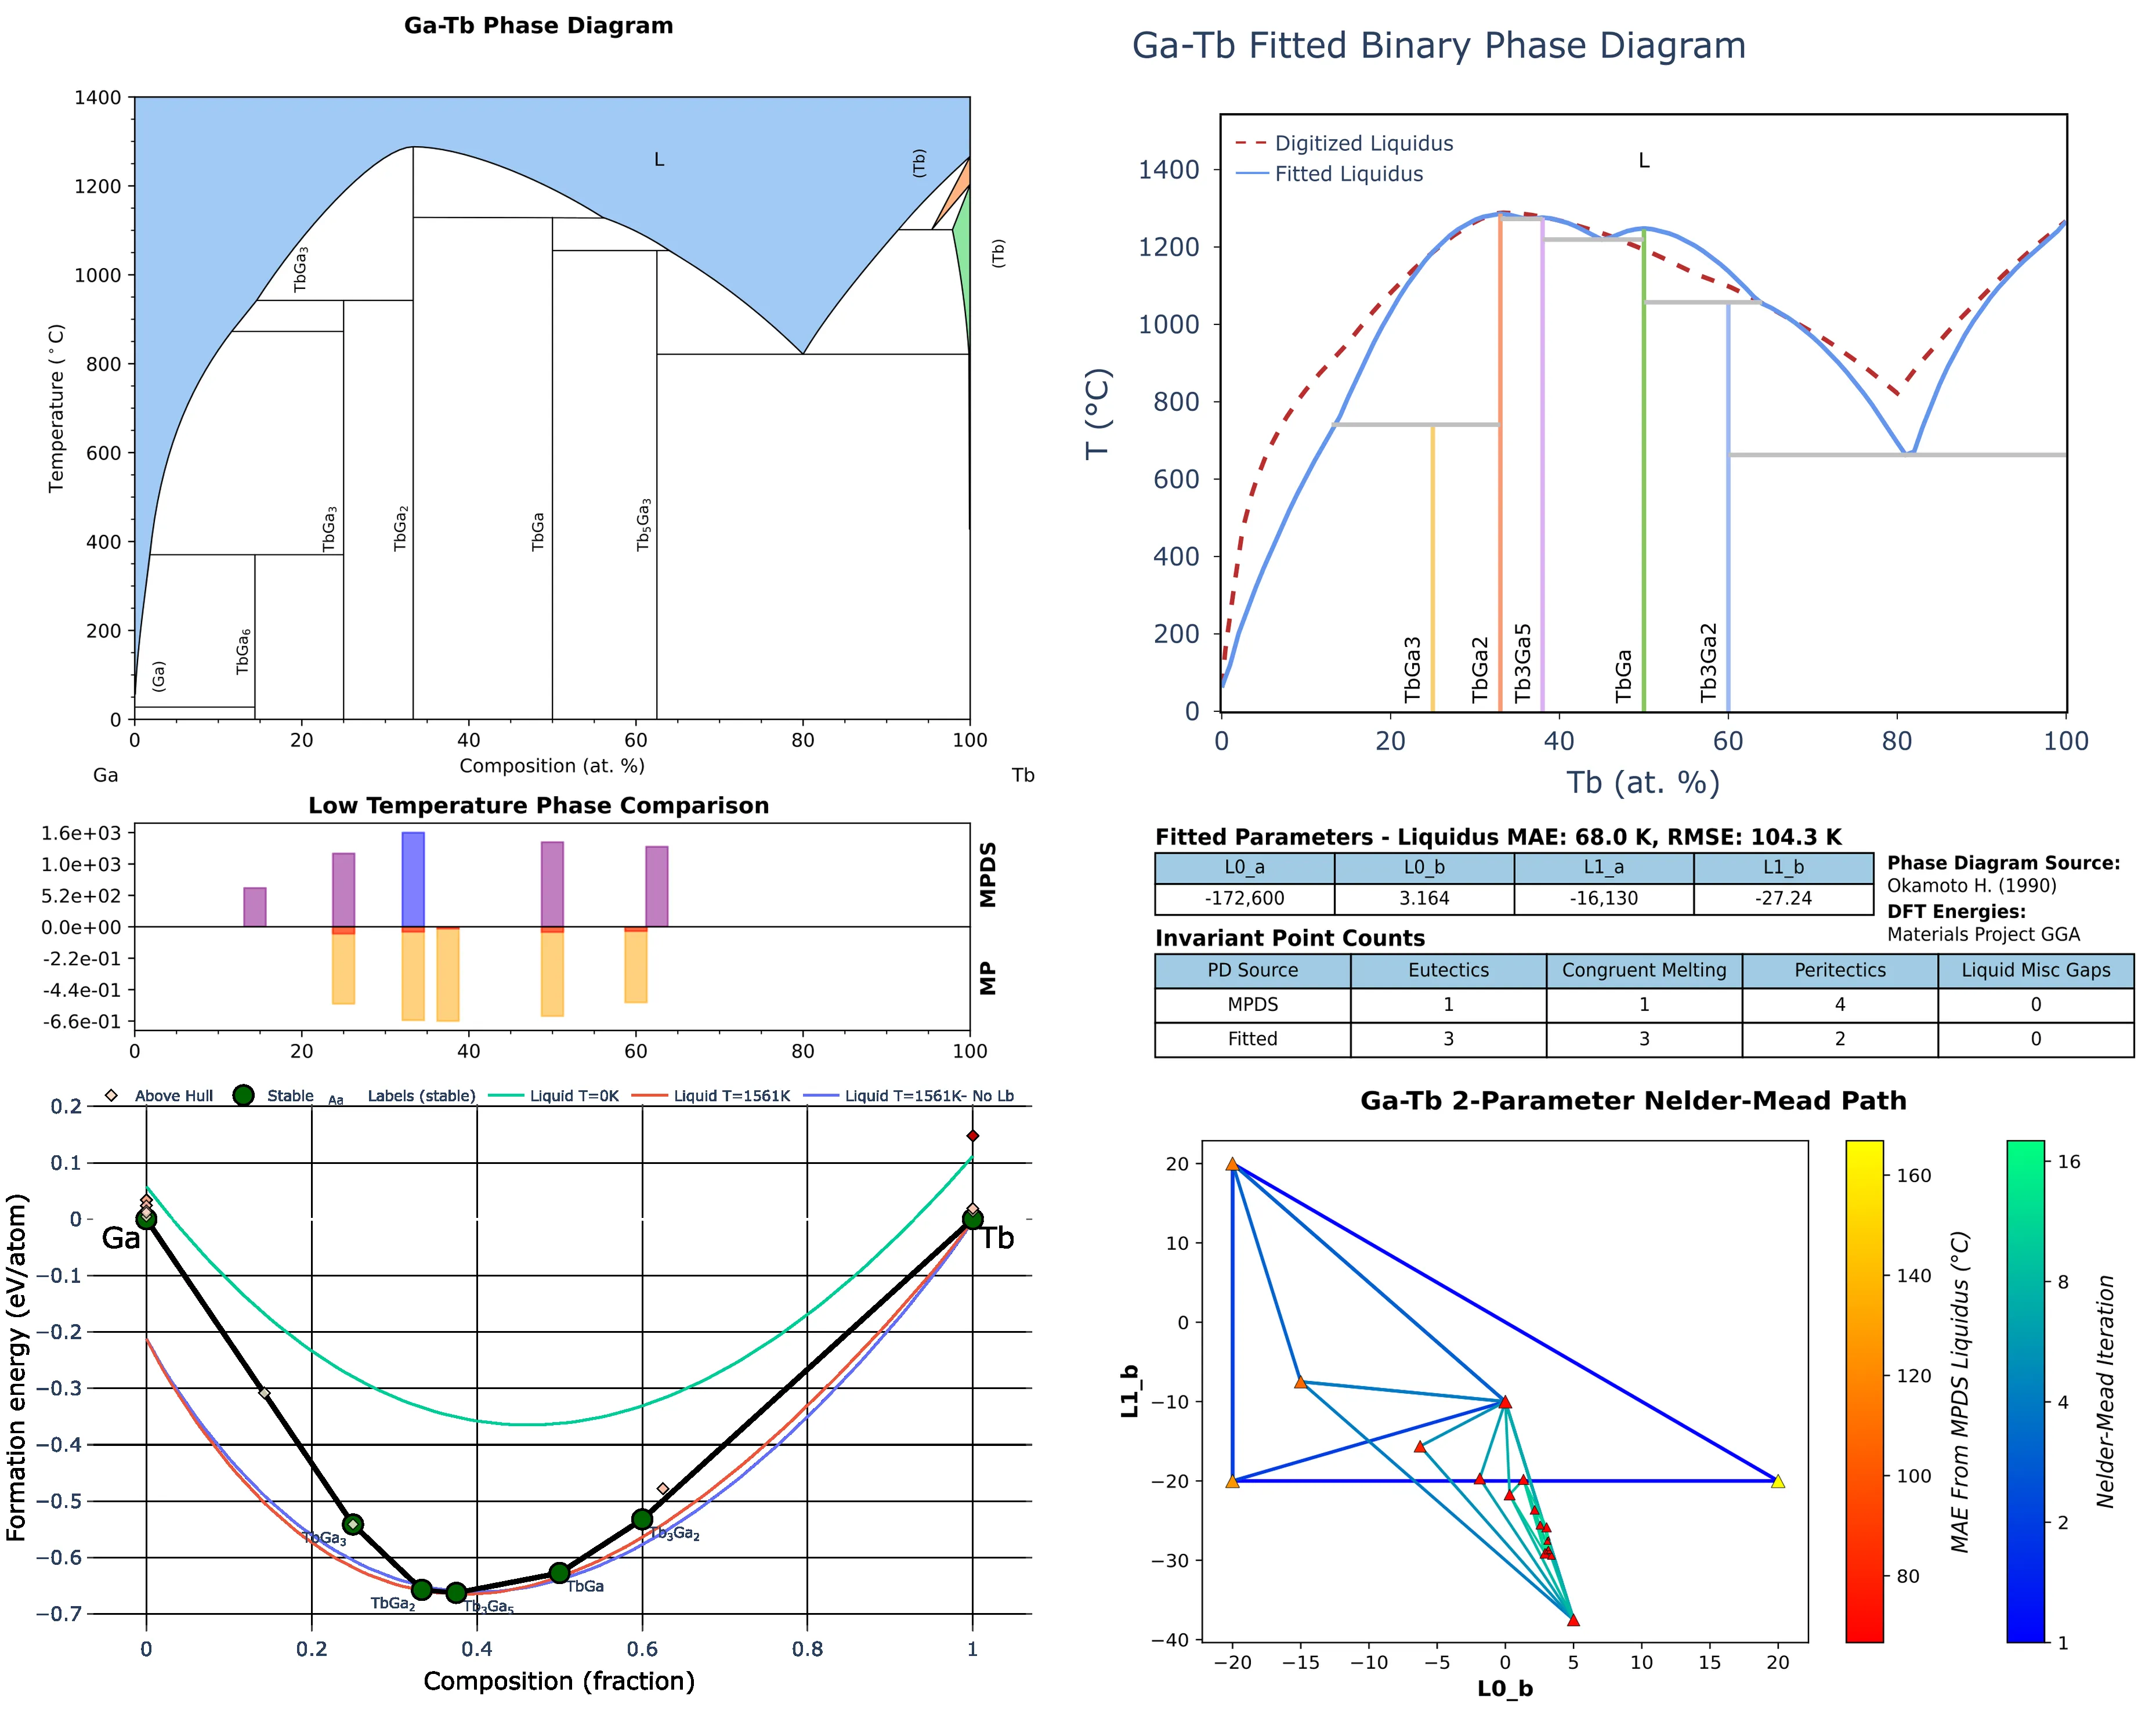 Ga-Tb Phase Diagram
1400
1200
1000
800
600
400
200
0
Temperature (°C)
L
(Tb)
(Tb)
TbGa3
TbGa3
TbGa2
TbGa
Tb5Ga3
TbGa6
(Ga)
0 20 40 60 80 100
Composition (at. %)
Ga Tb
Ga-Tb Fitted Binary Phase Diagram
Digitized Liquidus
Fitted Liquidus
L
1400
1200
1000
800
600
400
200
0
T (°C)
TbGa3
TbGa2
Tb3Ga5
TbGa
Tb3Ga2
0 20 40 60 80 100
Tb (at. %)
Low Temperature Phase Comparison
1.6e+03
1.0e+03
5.2e+02
0.0e+00
-2.2e-01
-4.4e-01
-6.6e-01
MPDS
MP
0 20 40 60 80 100
Fitted Parameters - Liquidus MAE: 68.0 K, RMSE: 104.3 K
L0_a L0_b L1_a L1_b
-172,600 3.164 -16,130 -27.24
Phase Diagram Source:
Okamoto H. (1990)
DFT Energies:
Materials Project GGA
Invariant Point Counts
PD Source Eutectics Congruent Melting Peritectics Liquid Misc Gaps
MPDS 1 1 4 0
Fitted 3 3 2 0
Above Hull Stable Aa Labels (stable) Liquid T=0K Liquid T=1561K Liquid T=1561K- No Lb
0.2
0.1
0
−0.1
−0.2
−0.3
−0.4
−0.5
−0.6
−0.7
Formation energy (eV/atom)
Ga
Tb
TbGa3
TbGa2
Tb3Ga5
TbGa
Tb3Ga2
0 0.2 0.4 0.6 0.8 1
Composition (fraction)
Ga-Tb 2-Parameter Nelder-Mead Path
20
10
0
−10
−20
−30
−40
L1_b
−20 −15 −10 −5 0 5 10 15 20
L0_b
160
140
120
100
80
MAE From MPDS Liquidus (°C)
16
8
4
2
1
Nelder-Mead Iteration